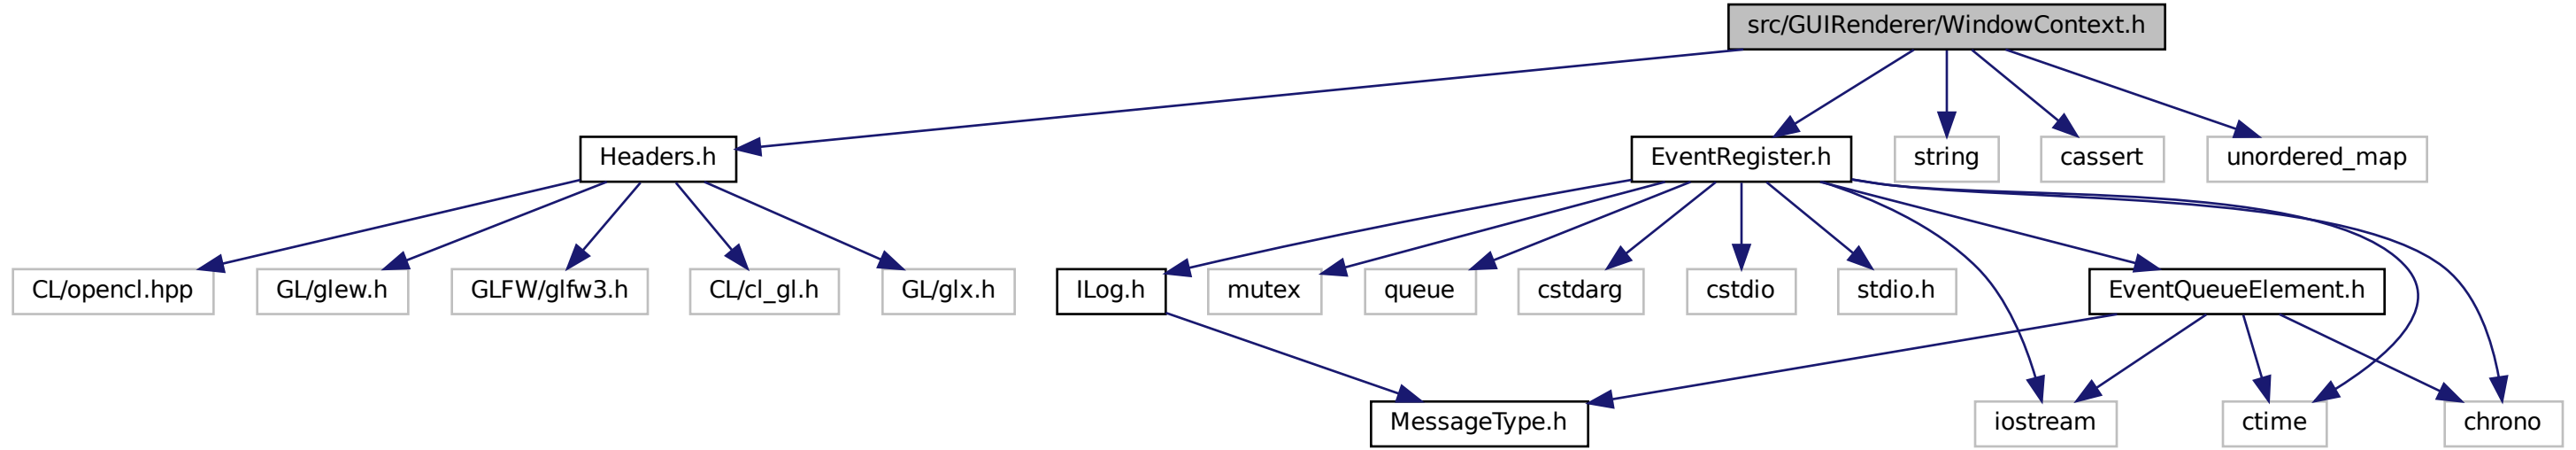 src/GUIRenderer/WindowContext.h
Headers.h
EventRegister.h
string
cassert
unordered_map
CL/opencl.hpp
GL/glew.h
GLFW/glfw3.h
CL/cl_gl.h
GL/glx.h
ILog.h
mutex
queue
cstdarg
cstdio
stdio.h
EventQueueElement.h
MessageType.h
iostream
ctime
chrono